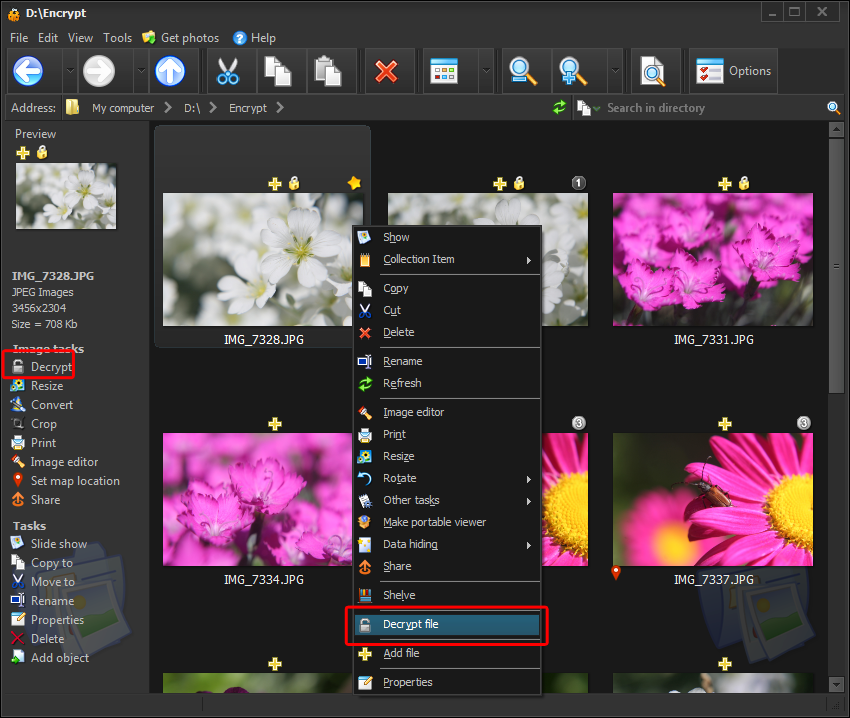 D:\Encrypt
File Edit View Tools Get photos Help
Options
Address: My computer D:\ Encrypt Search in directory
Preview
IMG_7328.JPG
JPEG Images
3456x2304
Size = 708 Kb
Image tasks
Decrypt
Resize
Convert
Crop
Print
Image editor
Set map location
Share
Tasks
Slide show
Copy to
Move to
Rename
Properties
Delete
Add object
1
IMG_7328.JPG
IMG_7331.JPG
3
3
IMG_7334.JPG
IMG_7337.JPG
Show
Collection Item
Copy
Cut
Delete
Rename
Refresh
Image editor
Print
Resize
Rotate
Other tasks
Make portable viewer
Data hiding
Share
Shelve
Decrypt file
Add file
Properties